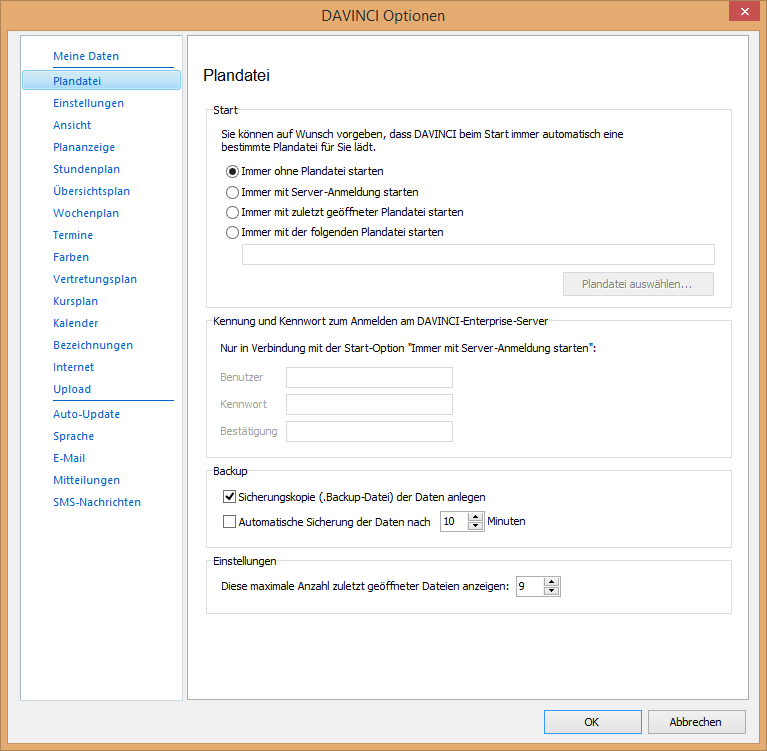 DAVINCI Optionen
Meine Daten
Plandatei
Einstellungen
Ansicht
Plananzeige
Stundenplan
Übersichtsplan
Wochenplan
Termine
Farben
Vertretungsplan
Kursplan
Kalender
Bezeichnungen
Internet
Upload
Auto-Update
Sprache
E-Mail
Mitteilungen
SMS-Nachrichten
Plandatei
Start
Sie können auf Wunsch vorgeben, dass DAVINCI beim Start immer automatisch eine
bestimmte Plandatei für Sie lädt.
Immer ohne Plandatei starten
Immer mit Server-Anmeldung starten
Immer mit zuletzt geöffneter Plandatei starten
Immer mit der folgenden Plandatei starten
Plandatei auswählen...
Kennung und Kennwort zum Anmelden am DAVINCI-Enterprise-Server
Nur in Verbindung mit der Start-Option "Immer mit Server-Anmeldung starten":
Benutzer
Kennwort
Bestätigung
Backup
Sicherungskopie (.Backup-Datei) der Daten anlegen
Automatische Sicherung der Daten nach 10 Minuten
Einstellungen
Diese maximale Anzahl zuletzt geöffneter Dateien anzeigen: 9
OK Abbrechen